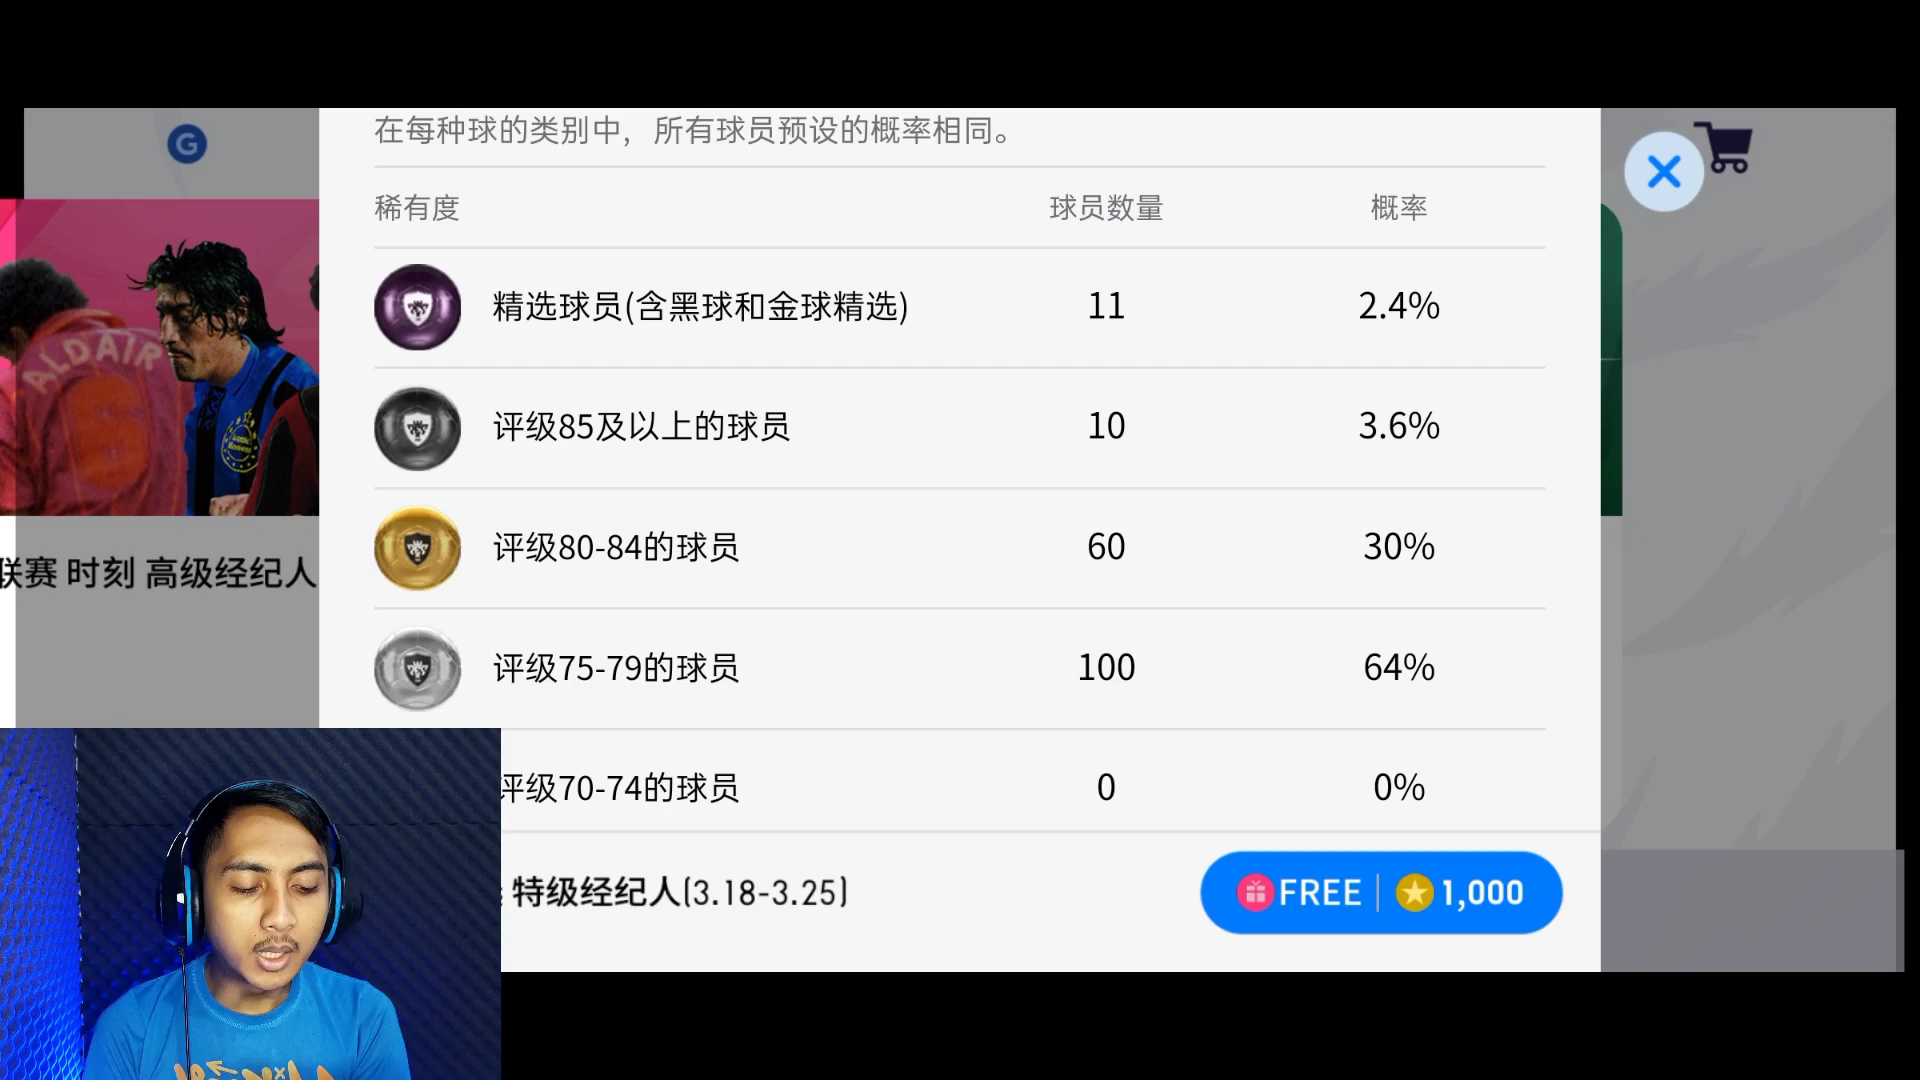 在每种球的类别中，所有球员预设的概率相同。
G
稀有度 球员数量 概率
精选球员(含黑球和金球精选) 11 2.4%
评级85及以上的球员 10 3.6%
评级80-84的球员 60 30%
评级75-79的球员 100 64%
评级70-74的球员 0 0%
ALDAIR
6
联赛 时刻 高级经纪人
特级经纪人(3.18-3.25)
FREE 1,000